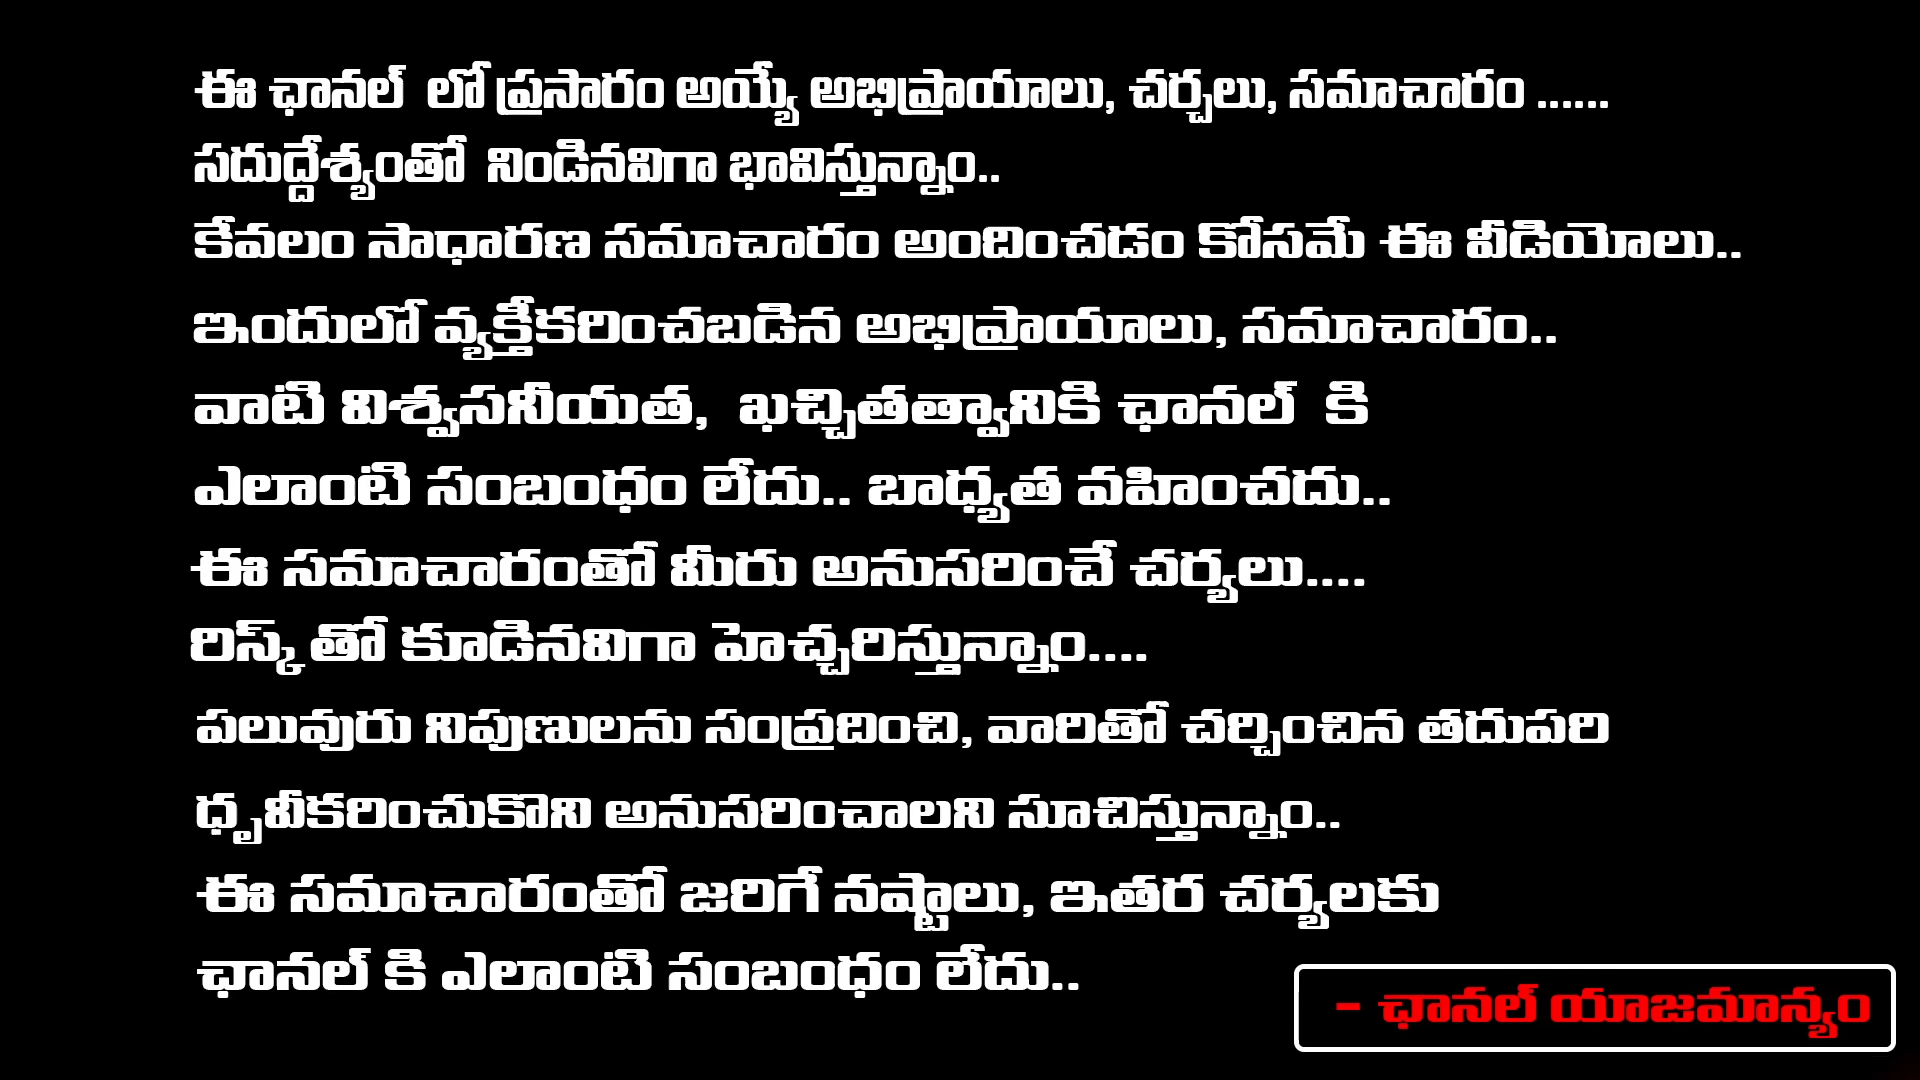 ఈ ఛానల్ లో ప్రసారం అయ్యే అభిప్రాయాలు, చర్చలు, సమాచారం ......
సదుద్దేశ్యంతో నిండినవిగా భావిస్తున్నాం..
కేవలం సాధారణ సమాచారం అందించడం కోసమే ఈ వీడియోలు..
ఇందులో వ్యక్తీకరించబడిన అభిప్రాయాలు, సమాచారం..
వాటి విశ్వసనీయత, ఖచ్చితత్వానికి ఛానల్ కి
ఎలాంటి సంబంధం లేదు.. బాధ్యత వహించదు..
ఈ సమాచారంతో మీరు అనుసరించే చర్యలు....
రిస్క్ తో కూడినవిగా హెచ్చరిస్తున్నాం....
పలువురు నిపుణులను సంప్రదించి, వారితో చర్చించిన తదుపరి
ధృవీకరించుకొని అనుసరించాలని సూచిస్తున్నాం..
ఈ సమాచారంతో జరిగే నష్టాలు, ఇతర చర్యలకు
ఛానల్ కి ఎలాంటి సంబంధం లేదు..
- ఛానల్ యాజమాన్యం